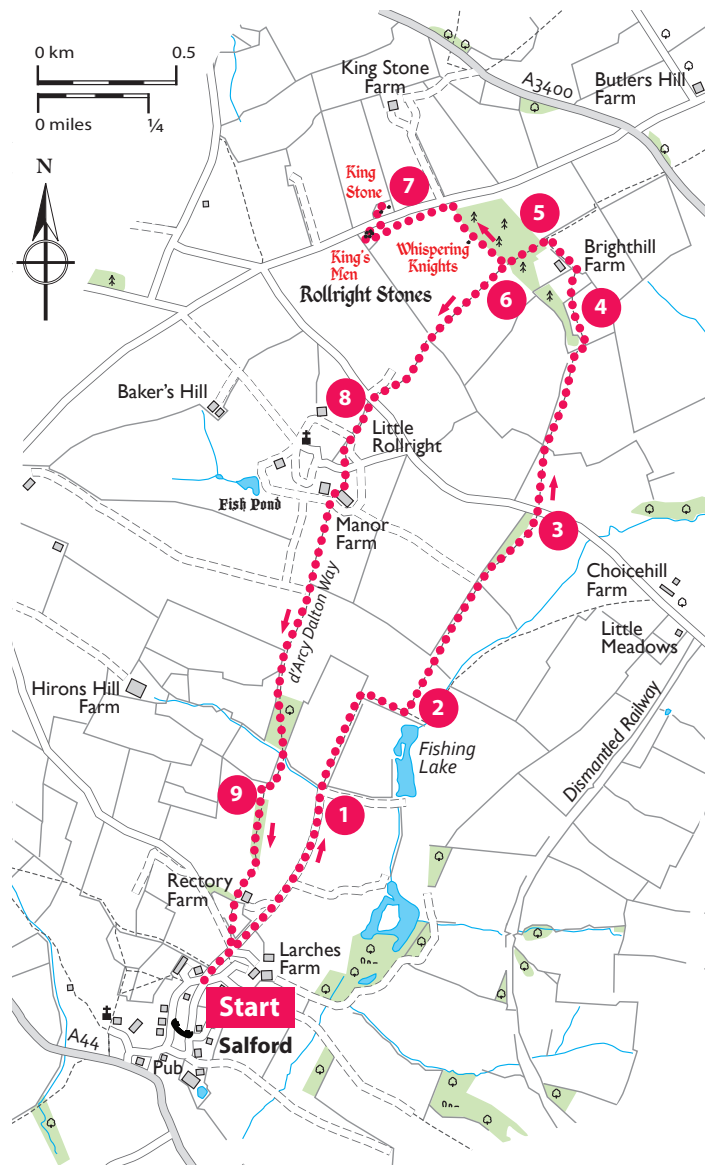 0 km 0.5
0 miles ¼
N
King Stone
Farm
A3400
Butlers Hill
Farm
King
Stone
7
5
King's
Men
Whispering
Knights
Brighthill
Farm
Rollright Stones
6
4
Baker's Hill
8
Little
Rollright
Fish Pond
Manor
Farm
3
Choicehill
Farm
Little
Meadows
d'Arcy Dalton Way
Hirons Hill
Farm
2
Fishing
Lake
Dismantled Railway
9
1
Rectory
Farm
Larches
Farm
Start
Salford
A44
Pub